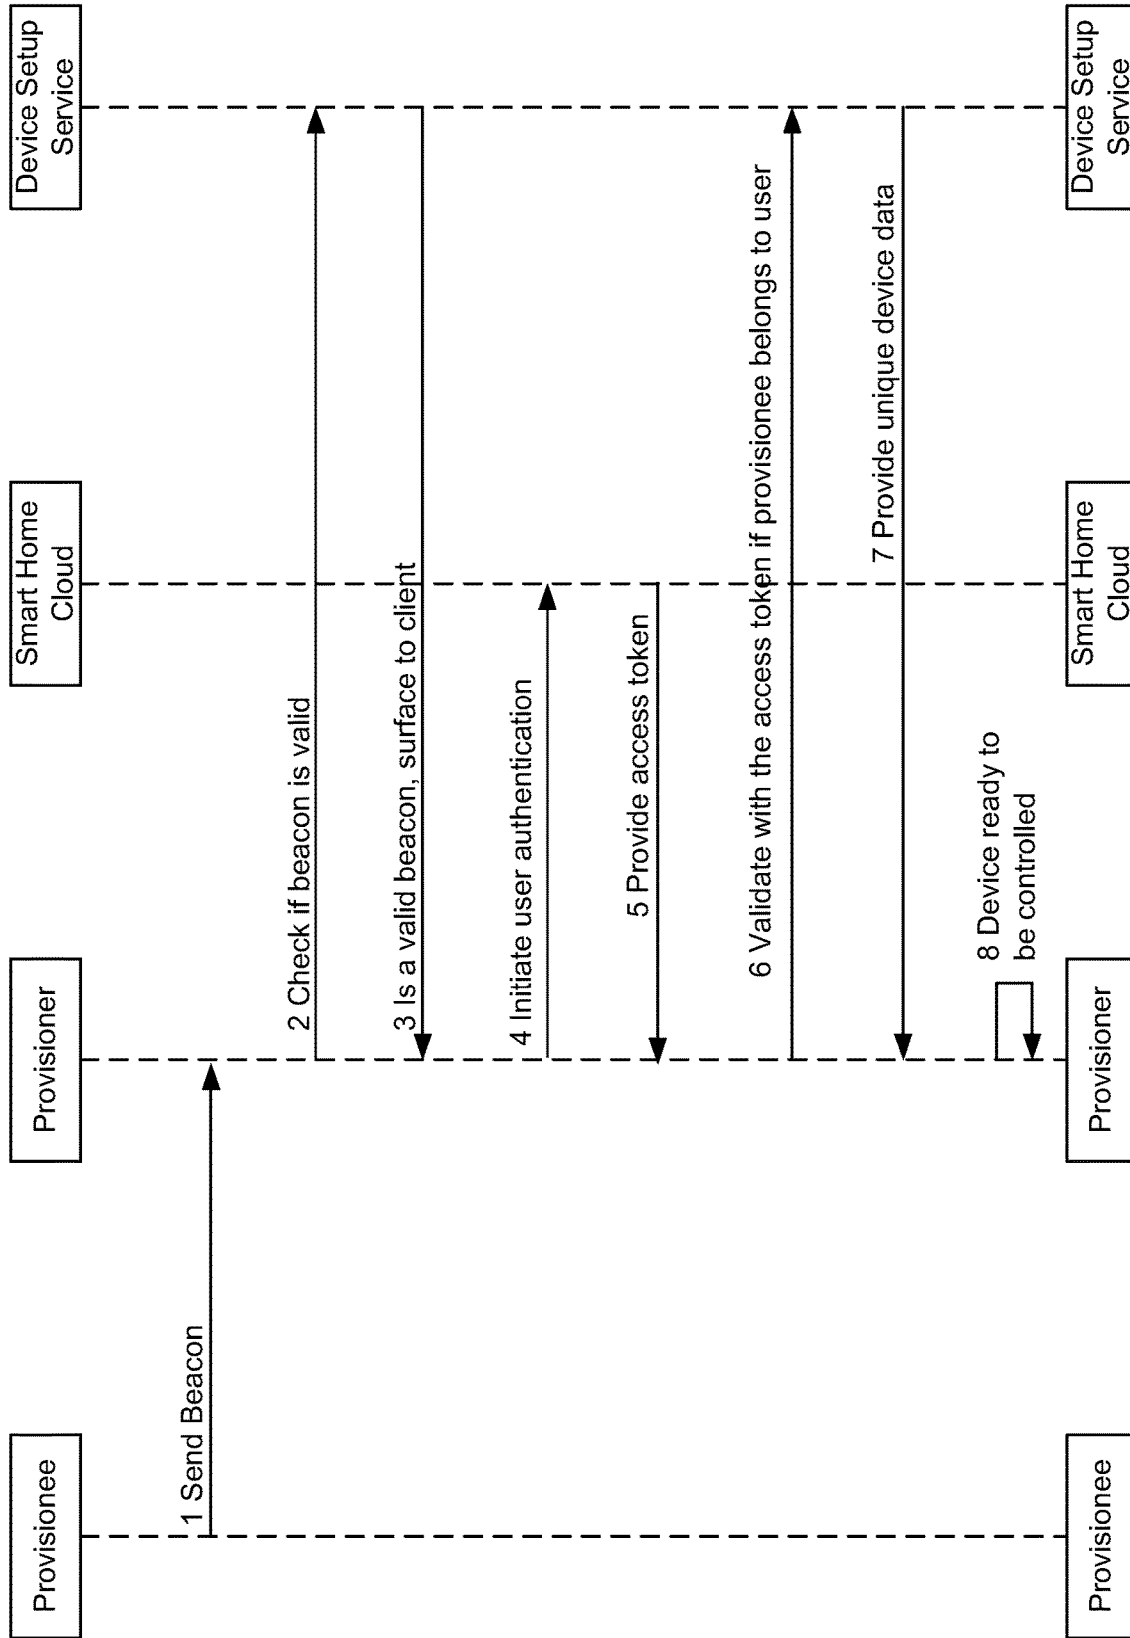 Provisionee
Provisioner
Smart Home
Cloud
Device Setup
Service
1 Send Beacon
2 Check if beacon is valid
3 Is a valid beacon, surface to client
4 Initiate user authentication
5 Provide access token
6 Validate with the access token if provisionee belongs to user
7 Provide unique device data
8 Device ready to
be controlled
Provisionee
Provisioner
Smart Home
Cloud
Device Setup
Service